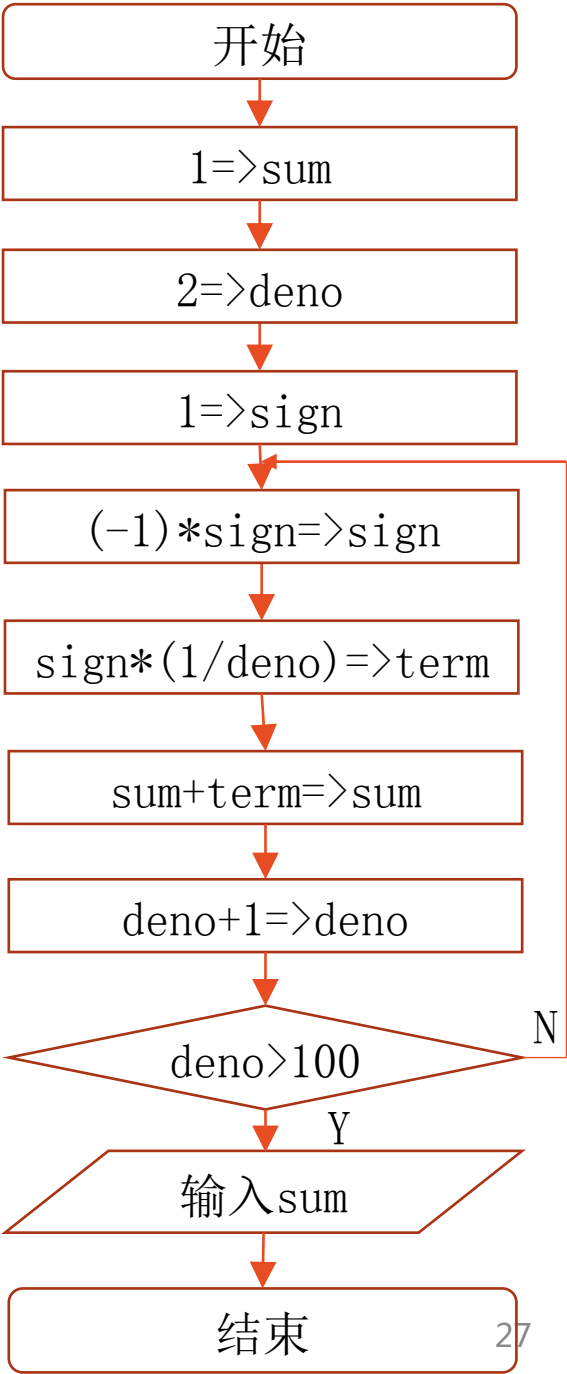 开始
1=>sum
2=>deno
1=>sign
(-1)*sign=>sign
sign*(1/deno)=>term
sum+term=>sum
deno+1=>deno
N
deno>100
Y
输入sum
结束
27